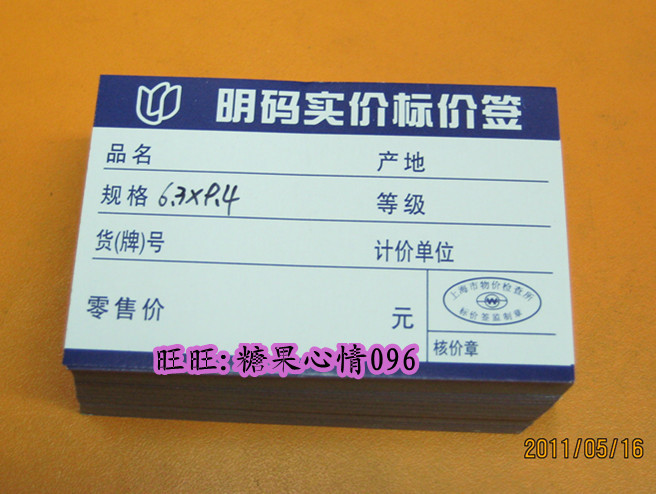 明码实价标价签
品名 产地
规格 6.3×9.4 等级
货(牌)号 计价单位
零售价 元
上海市物价检查所
标价签监制章
核价章
旺旺:糖果心情096
2011/05/16